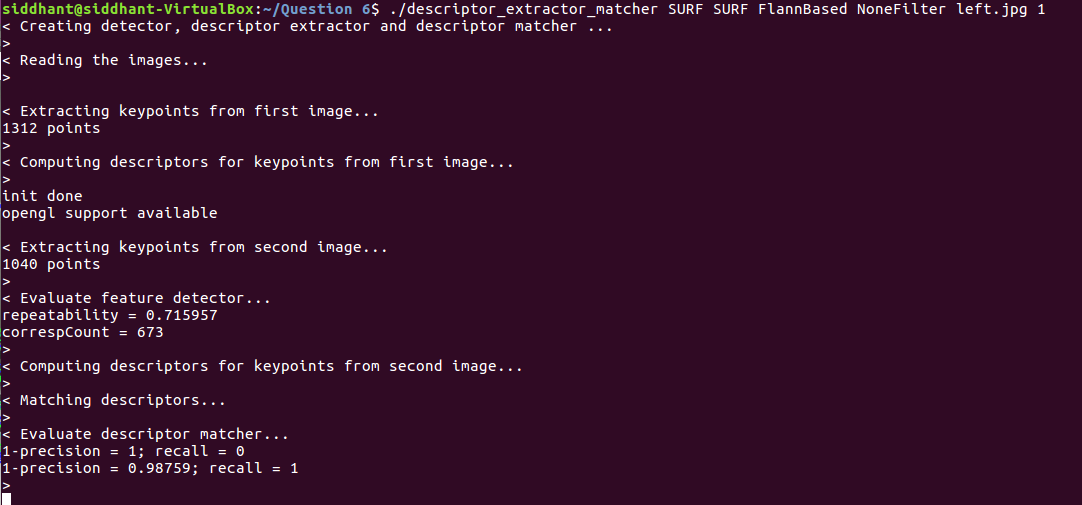 siddhant@siddhant-VirtualBox:~/Question 6$ ./descriptor_extractor_matcher SURF SURF FlannBased NoneFilter left.jpg 1
< Creating detector, descriptor extractor and descriptor matcher ...
>
< Reading the images...
>
< Extracting keypoints from first image...
1312 points
>
< Computing descriptors for keypoints from first image...
>
init done
opengl support available
< Extracting keypoints from second image...
1040 points
>
< Evaluate feature detector...
repeatability = 0.715957
correspCount = 673
>
< Computing descriptors for keypoints from second image...
>
< Matching descriptors...
>
< Evaluate descriptor matcher...
1-precision = 1; recall = 0
1-precision = 0.98759; recall = 1
>